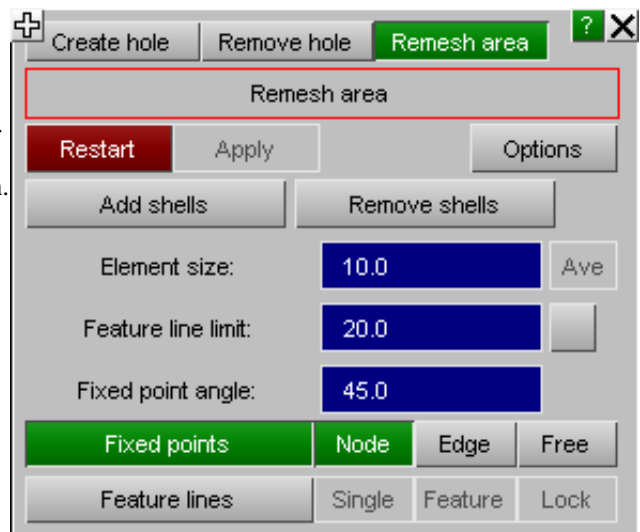 Create hole Remove hole Remesh area ? X
Remesh area
Restart Apply Options
Add shells Remove shells
Element size: 10.0 Ave
Feature line limit: 20.0
Fixed point angle: 45.0
Fixed points Node Edge Free
Feature lines Single Feature Lock